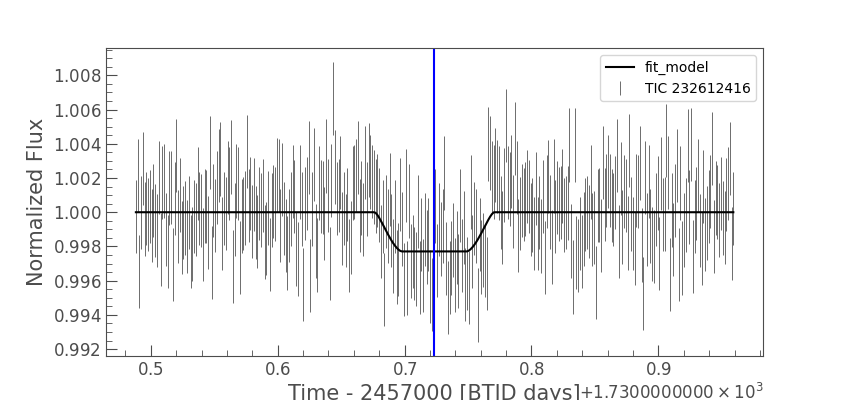 fit_model
TIC 232612416
1.008
1.006
1.004
1.002
1.000
0.998
0.996
0.994
0.992
Normalized Flux
0.5 0.6 0.7 0.8 0.9
Time - 2457000 [BTJD days]
+1.7300000000 × 10³